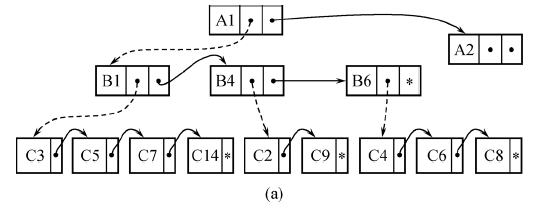 A1
A2
B1 B4 B6 *
C3 C5 C7 C14 * C2 C9 * C4 C6 C8 *
(a)